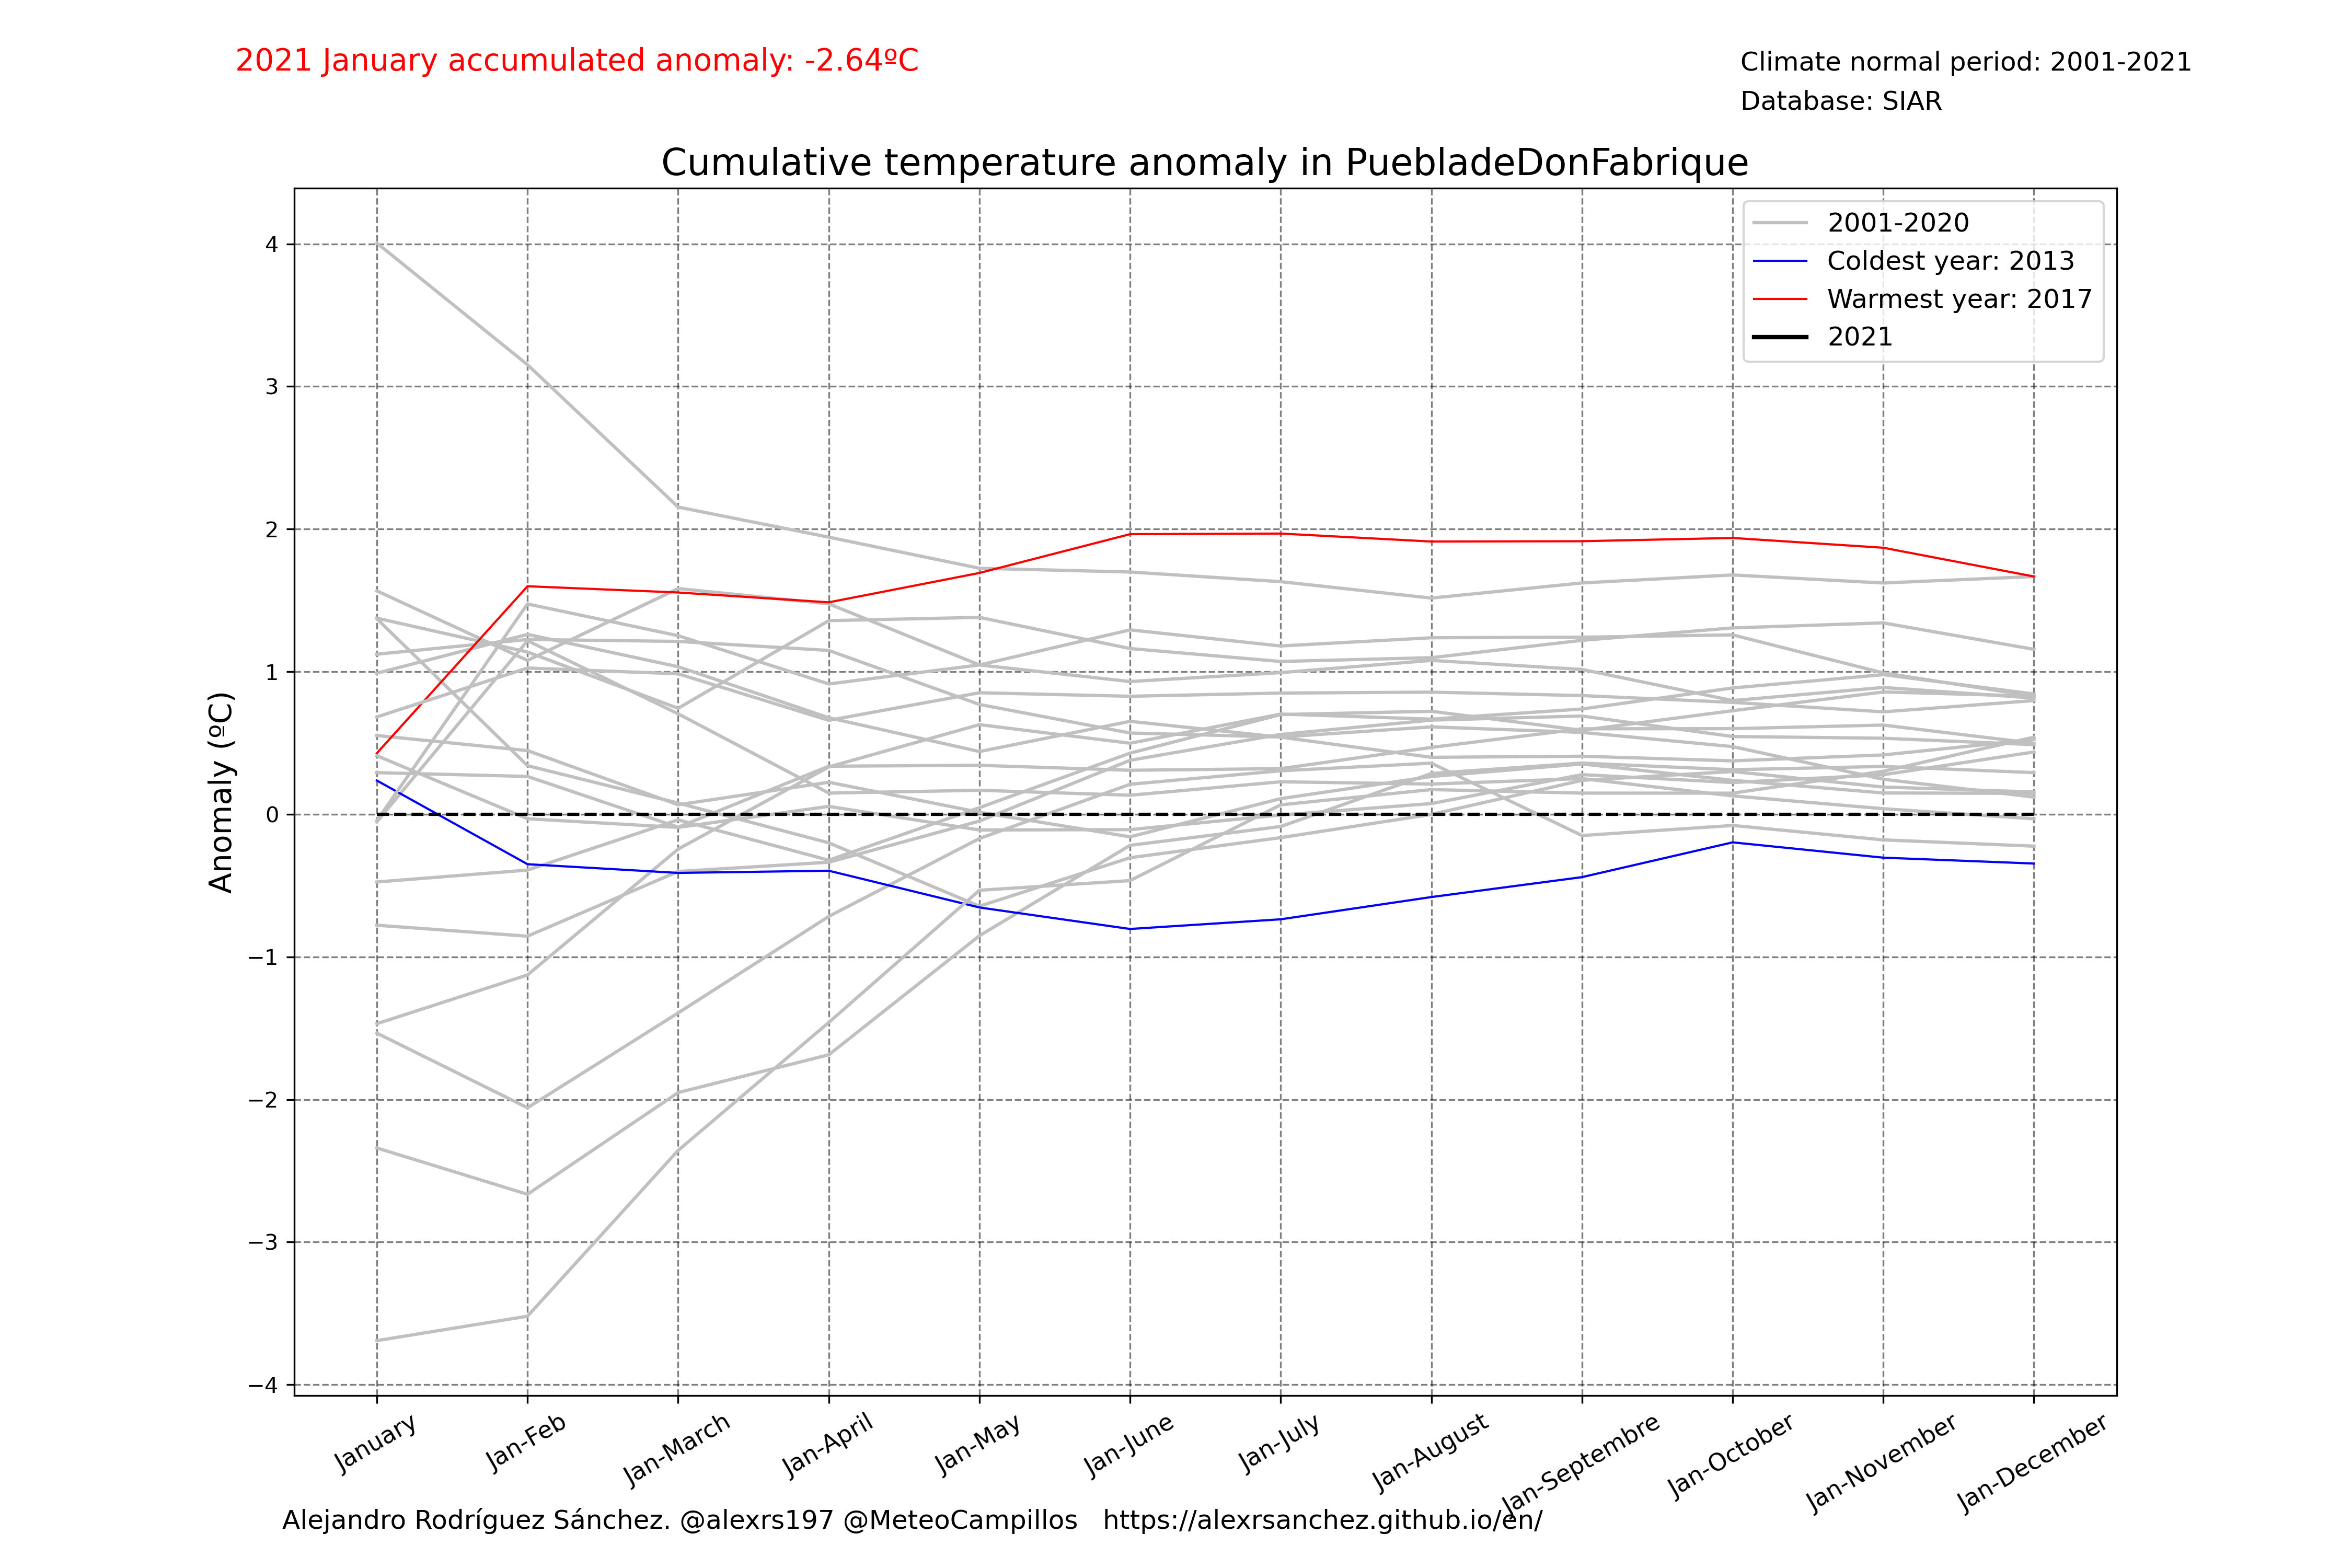 2021 January accumulated anomaly: -2.64ºC
Climate normal period: 2001-2021
Database: SIAR
Cumulative temperature anomaly in PuebladeDonFabrique
2001-2020
Coldest year: 2013
Warmest year: 2017
2021
Anomaly (ºC)
4
3
2
1
0
−1
−2
−3
−4
January
Jan-Feb
Jan-March
Jan-April
Jan-May
Jan-June
Jan-July
Jan-August
Jan-Septembre
Jan-October
Jan-November
Jan-December
Alejandro Rodríguez Sánchez. @alexrs197 @MeteoCampillos https://alexrsanchez.github.io/en/